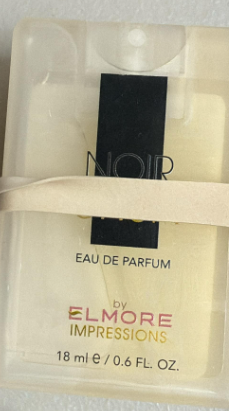 NOIR
EAU DE PARFUM
by
ELMORE
IMPRESSIONS
18 ml e / 0.6 FL. OZ.